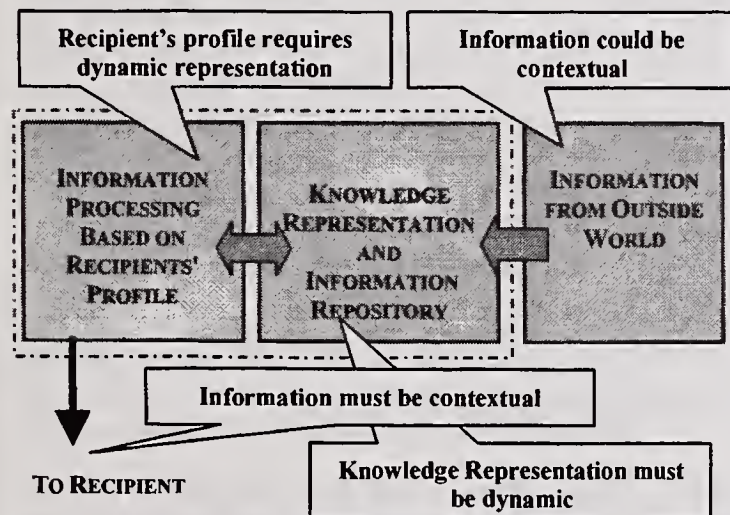 Recipient's profile requires
dynamic representation
Information could be
contextual
INFORMATION
PROCESSING
BASED ON
RECIPIENTS'
PROFILE
KNOWLEDGE
REPRESENTATION
AND
INFORMATION
REPOSITORY
INFORMATION
FROM OUTSIDE
WORLD
Information must be contextual
TO RECIPIENT
Knowledge Representation must
be dynamic